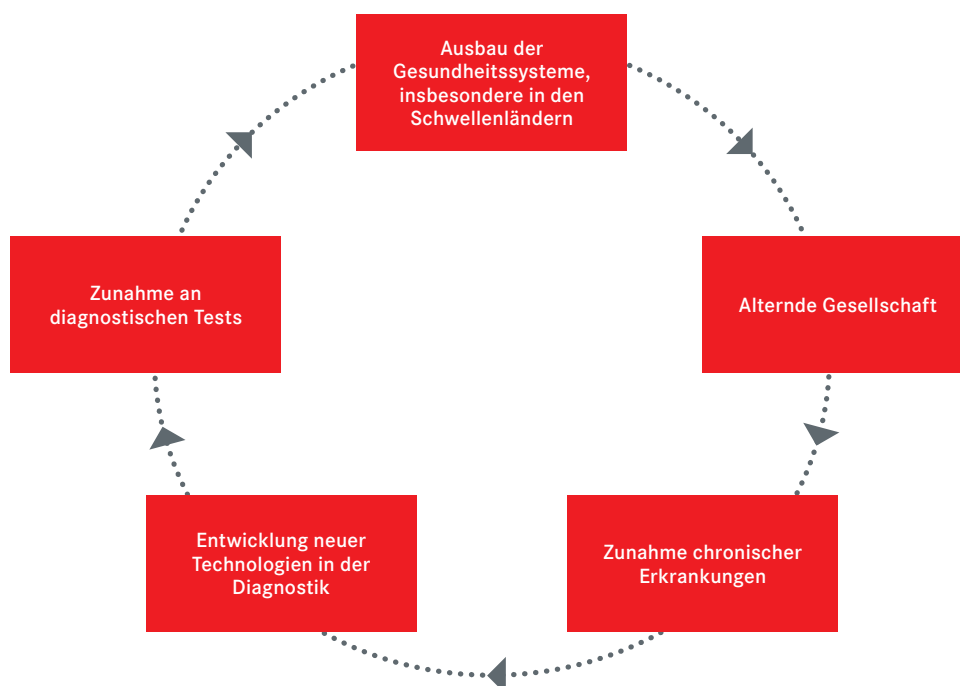 Ausbau der
Gesundheitssysteme,
insbesondere in den
Schwellenländern
Alternde Gesellschaft
Zunahme chronischer
Erkrankungen
Entwicklung neuer
Technologien in der
Diagnostik
Zunahme an
diagnostischen Tests